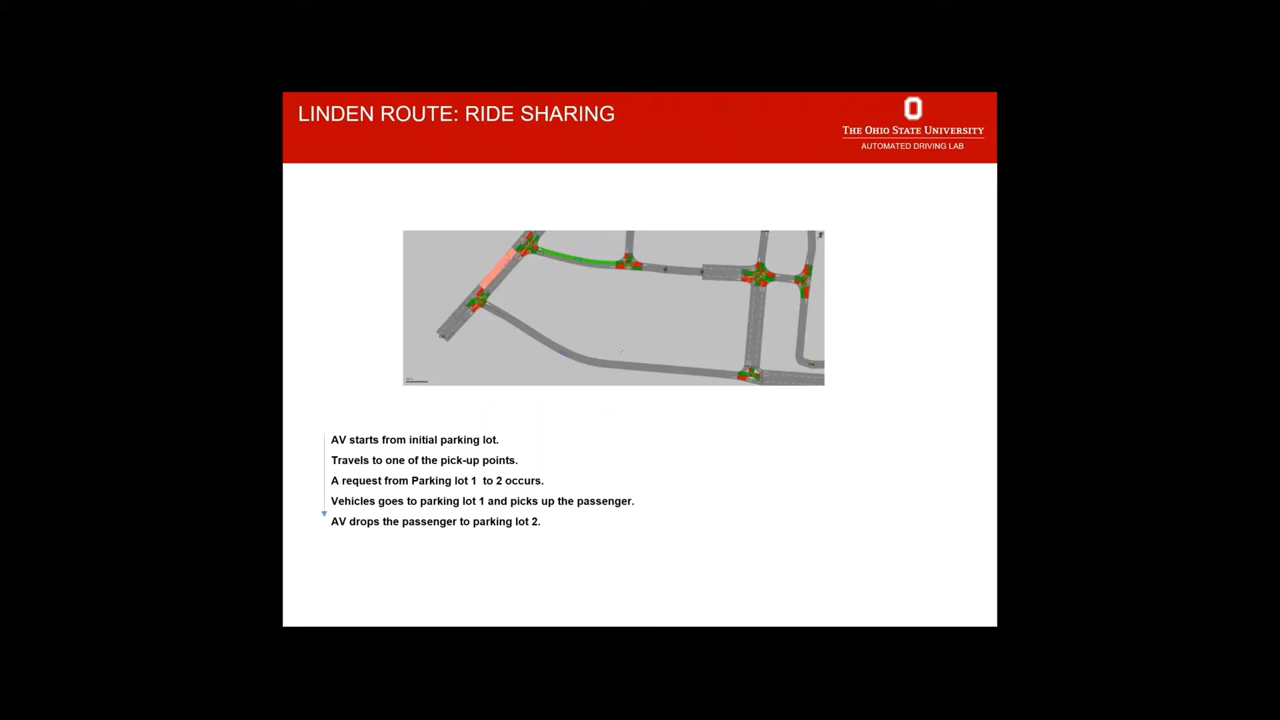 LINDEN ROUTE: RIDE SHARING
O
THE OHIO STATE UNIVERSITY
AUTOMATED DRIVING LAB
AV starts from initial parking lot.
Travels to one of the pick-up points.
A request from Parking lot 1 to 2 occurs.
Vehicles goes to parking lot 1 and picks up the passenger.
AV drops the passenger to parking lot 2.